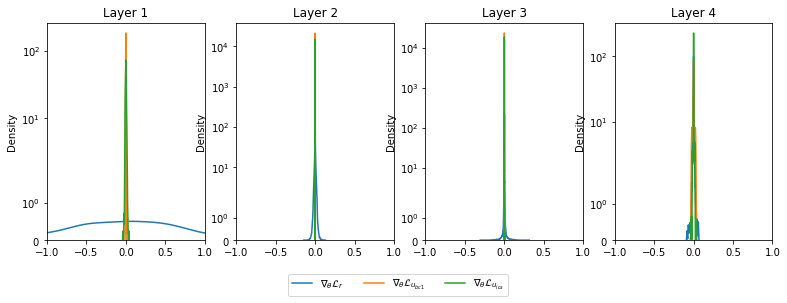 Layer 1 Layer 2 Layer 3 Layer 4
Density Density Density Density
10² 10¹ 10⁰ 0
10⁴ 10³ 10² 10¹ 10⁰ 0
10⁴ 10³ 10² 10¹ 10⁰ 0
10² 10¹ 10⁰ 0
−1.0 −0.5 0.0 0.5 1.0 −1.0 −0.5 0.0 0.5 1.0 −1.0 −0.5 0.0 0.5 1.0 −1.0 −0.5 0.0 0.5 1.0
∇θℒr ∇θℒu_bc1 ∇θℒu_ics